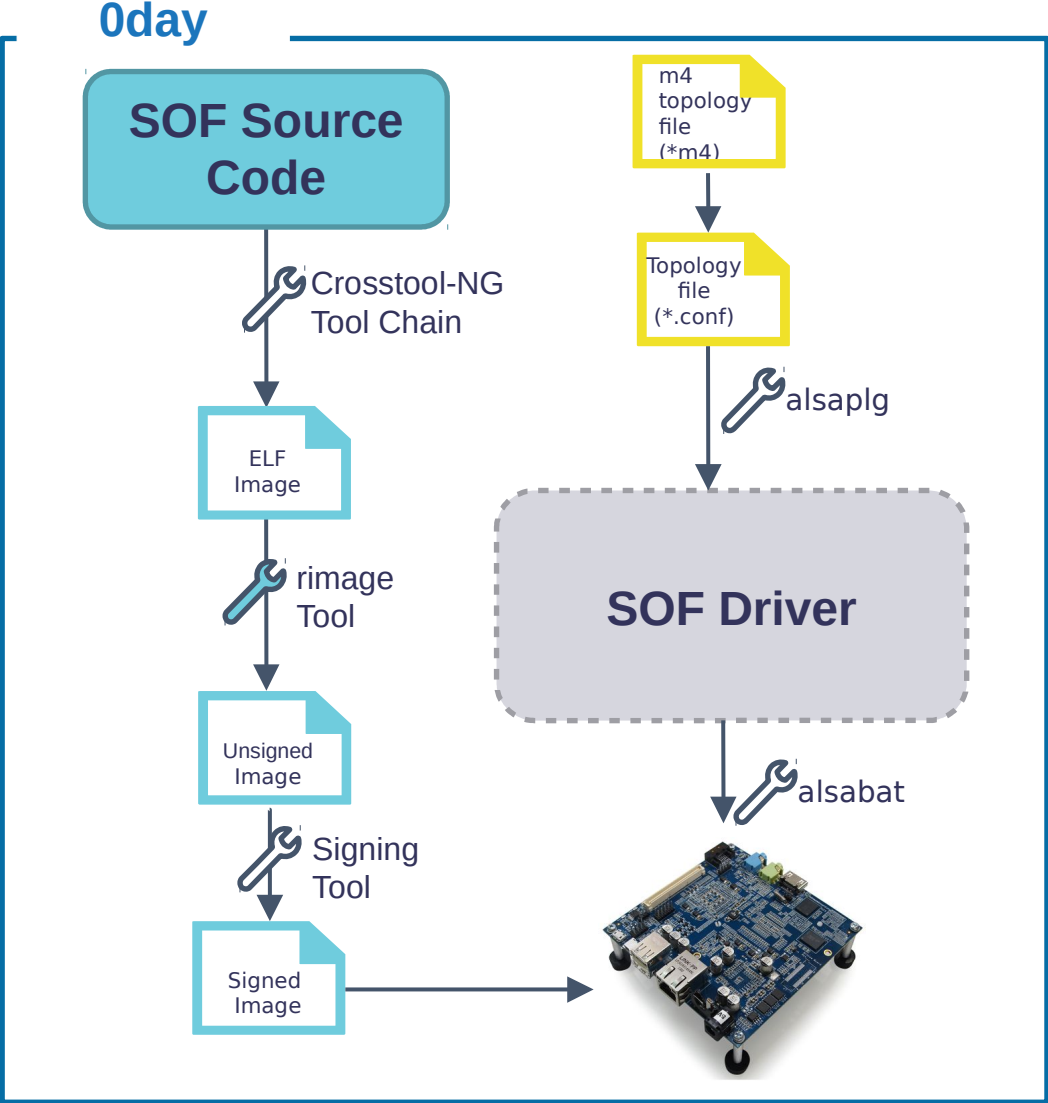 0day
SOF Source
Code
Crosstool-NG
Tool Chain
ELF
Image
rimage
Tool
Unsigned
Image
Signing
Tool
Signed
Image
m4
topology
file
(*m4)
Topology
file
(*.conf)
alsaplg
SOF Driver
alsabat